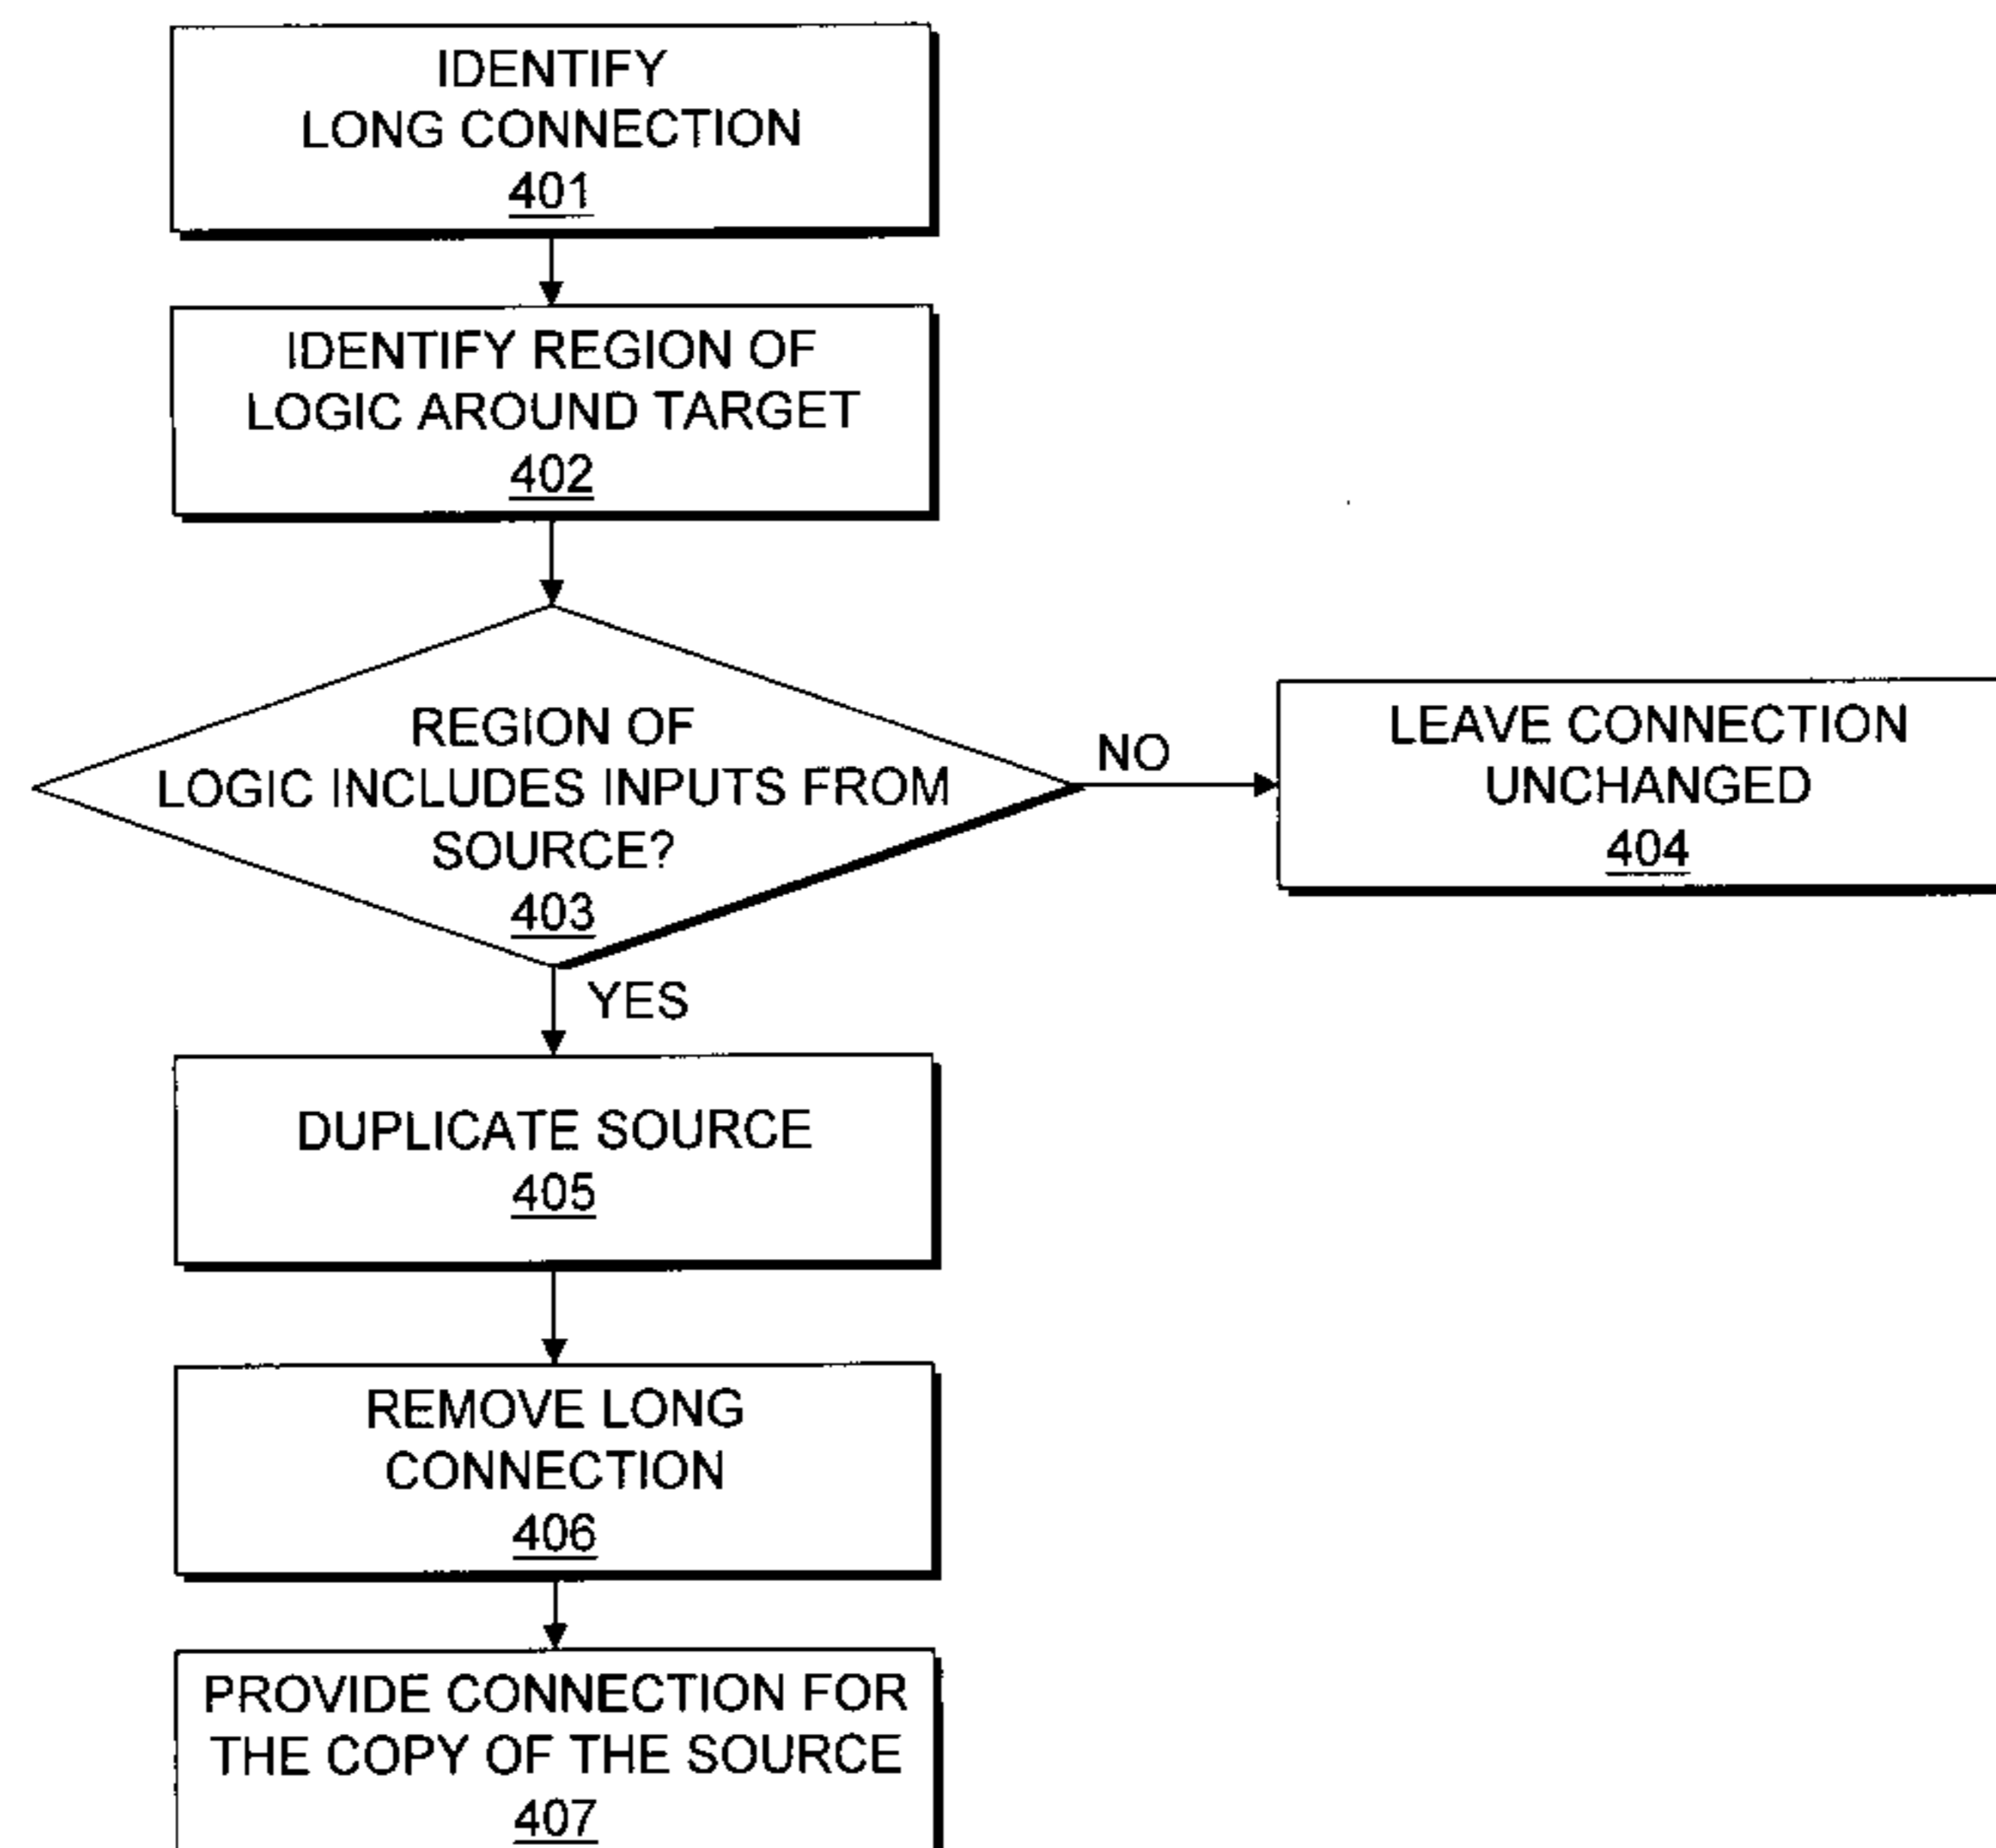 IDENTIFY
LONG CONNECTION
401
IDENTIFY REGION OF
LOGIC AROUND TARGET
402
REGION OF
LOGIC INCLUDES INPUTS FROM
SOURCE?
403
NO
LEAVE CONNECTION
UNCHANGED
404
YES
DUPLICATE SOURCE
405
REMOVE LONG
CONNECTION
406
PROVIDE CONNECTION FOR
THE COPY OF THE SOURCE
407